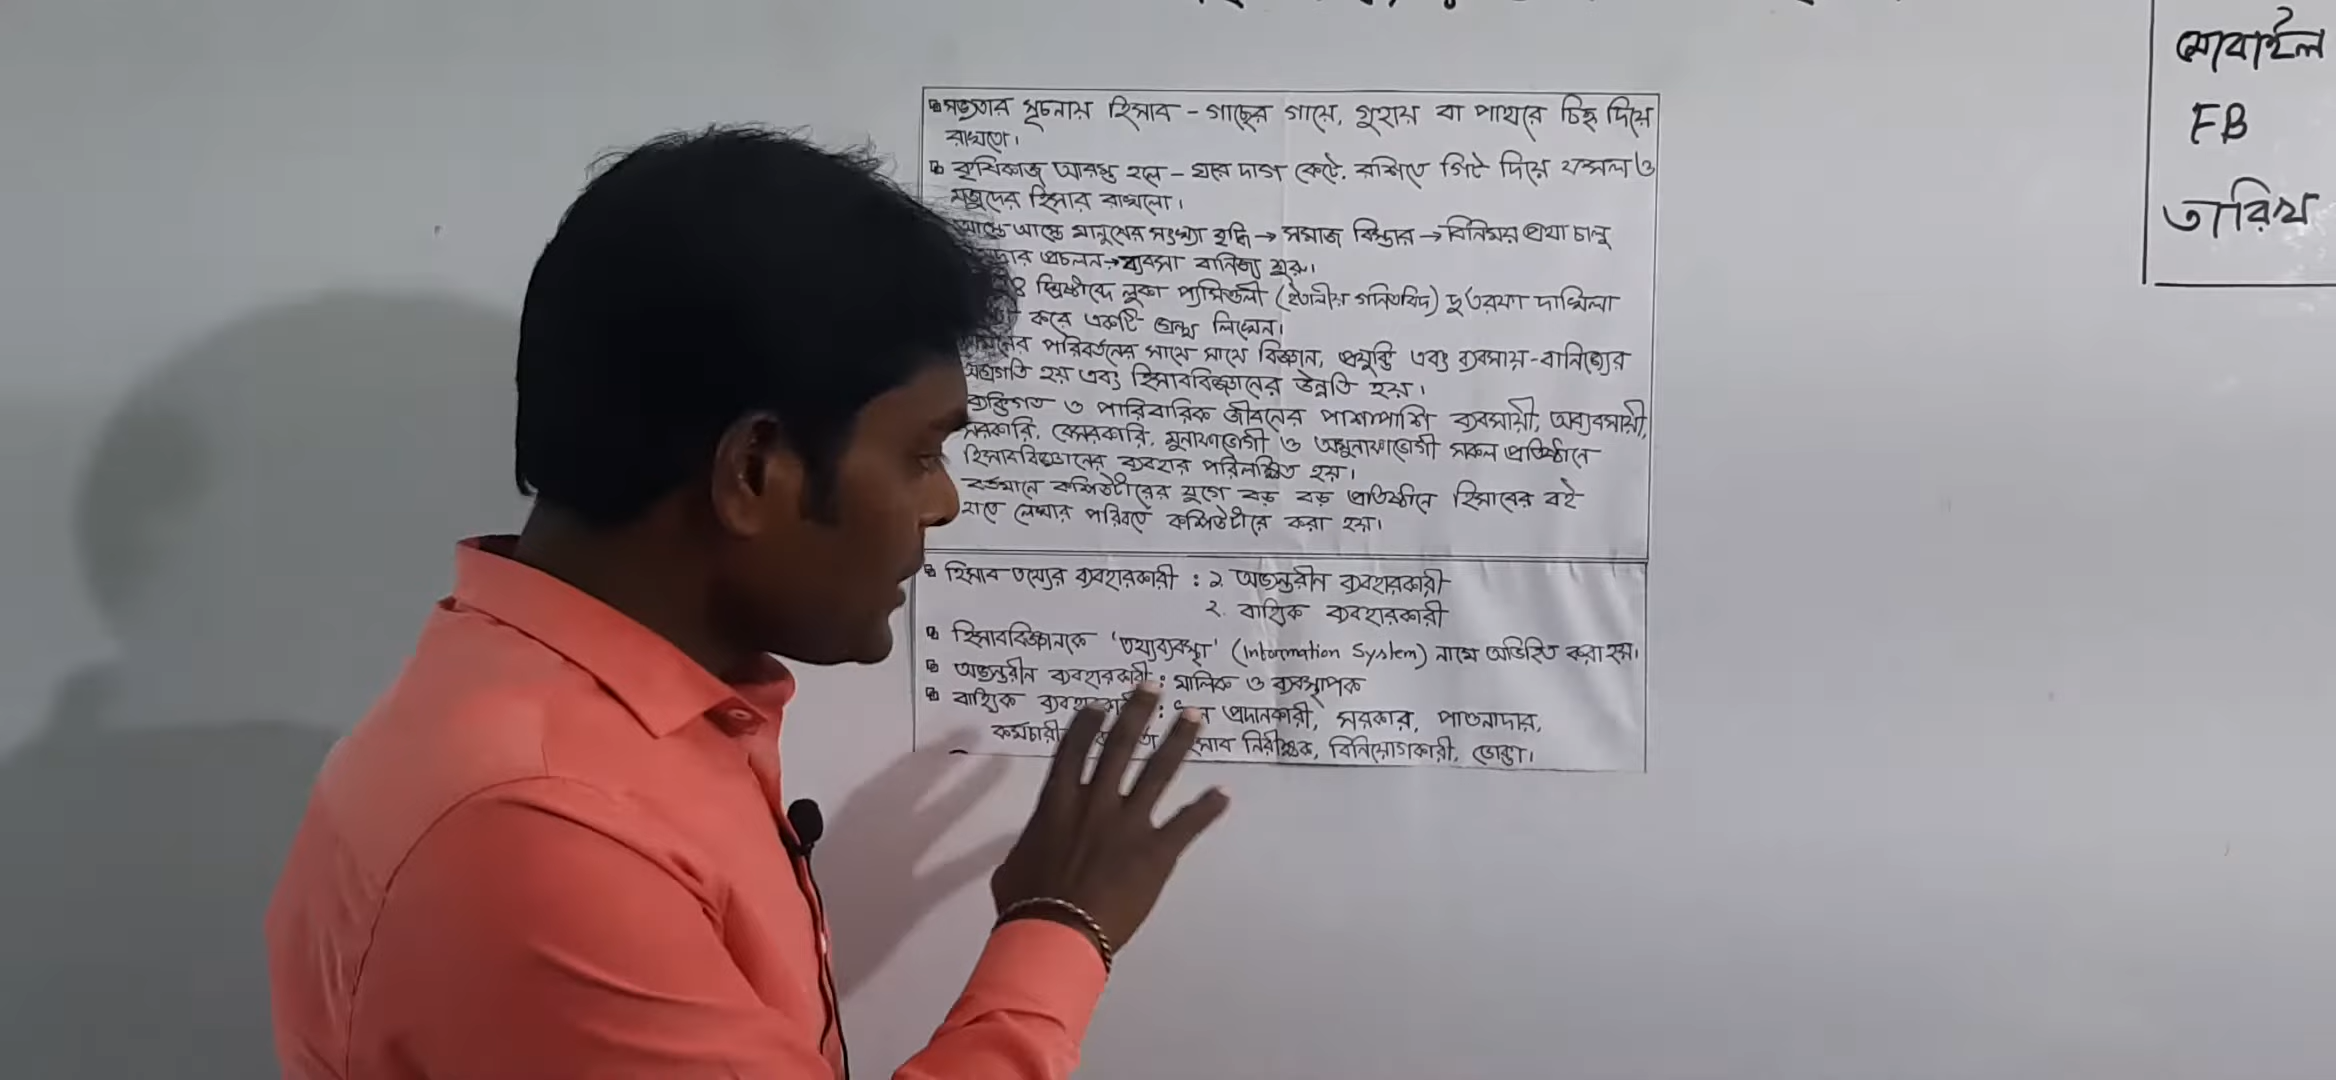 সভ্যতার সূচনায় হিসাব - গাছের গায়ে, গুহায় বা পাথরে চিহ্ন দিয়ে
রাখতো।
কৃষিকাজ আরম্ভ হলে - ঘরে দাগ কেটে, রশিতে গিট দিয়ে ফসল ও
মজুদের হিসাব রাখলো।
আস্তে আস্তে মানুষের সংখ্যা বৃদ্ধি → সমাজ বিস্তার → বিনিময় প্রথা চালু
প্রচলন → ব্যবসা বানিজ্য শুরু।
খ্রিষ্টাব্দে লুকা প্যাসিওলী (ইতালীয় গনিতবিদ) দুতরফা দাখিলা
করে একটি গ্রন্থ লিখেন।
পরিবর্তনের সাথে সাথে বিজ্ঞান, প্রযুক্তি এবং ব্যবসায়-বানিজ্যের
অগ্রগতি হয় এবং হিসাববিজ্ঞানের উন্নতি হয়।
ব্যক্তিগত ও পারিবারিক জীবনের পাশাপাশি ব্যবসায়ী, অব্যবসায়ী,
সরকারি, বেসরকারি, মুনাফাভোগী ও অমুনাফাভোগী সকল প্রতিষ্ঠানে
হিসাববিজ্ঞানের ব্যবহার পরিলক্ষিত হয়।
বর্তমানে কম্পিউটারের যুগে বড় বড় প্রতিষ্ঠানে হিসাবের বই
হাতে লেখার পরিবর্তে কম্পিউটারে করা হয়।
হিসাব তথ্যের ব্যবহারকারী : ১. অভ্যন্তরীন ব্যবহারকারী
২. বাহ্যিক ব্যবহারকারী
হিসাববিজ্ঞানকে 'তথ্যব্যবস্থা' (Information System) নামে অভিহিত করা হয়।
অভ্যন্তরীন ব্যবহারকারী : মালিক ও ব্যবস্থাপক
বাহ্যিক : প্রদানকারী, সরকার, পাওনাদার,
কর্মচারী নিরীক্ষক, বিনিয়োগকারী, ভোক্তা।
মোবাইল
FB
তারিখ